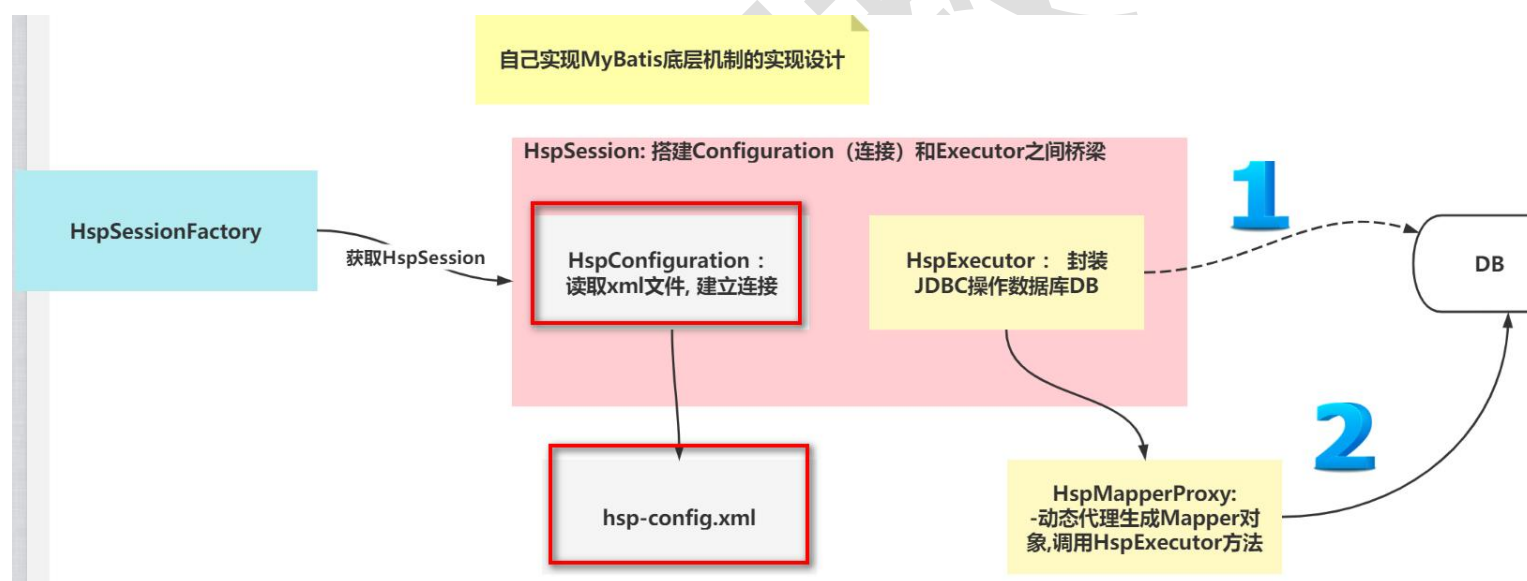 自己实现MyBatis底层机制的实现设计
HspSession: 搭建Configuration（连接）和Executor之间桥梁
1
HspSessionFactory
获取HspSession
HspConfiguration ：
读取xml文件, 建立连接
HspExecutor ： 封装
JDBC操作数据库DB
DB
2
hsp-config.xml
HspMapperProxy:
-动态代理生成Mapper对
象,调用HspExecutor方法